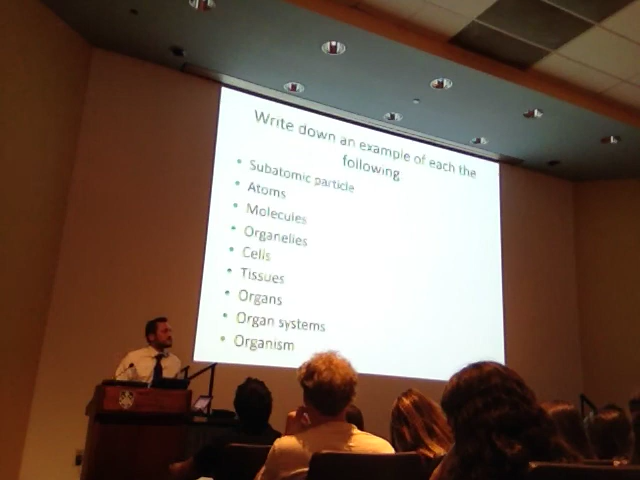 Write down an example of each the
following
• Subatomic particle
• Atoms
• Molecules
• Organelles
• Cells
• Tissues
• Organs
• Organ systems
• Organism